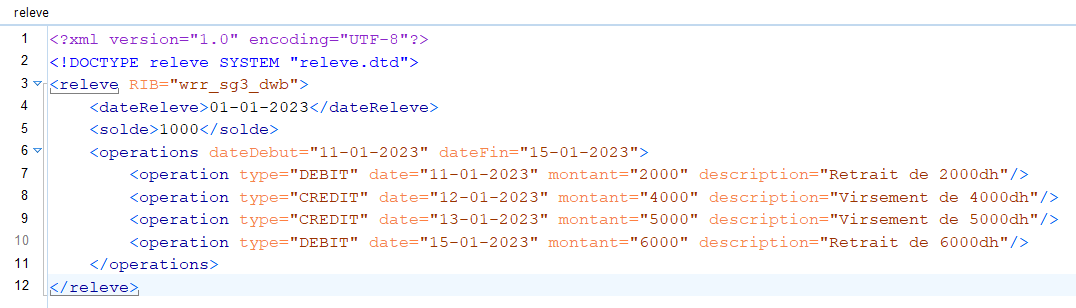 releve
1 <?xml version="1.0" encoding="UTF-8"?>
2 <!DOCTYPE releve SYSTEM "releve.dtd">
3 <releve RIB="wrr_sg3_dwb">
4     <dateReleve>01-01-2023</dateReleve>
5     <solde>1000</solde>
6     <operations dateDebut="11-01-2023" dateFin="15-01-2023">
7         <operation type="DEBIT" date="11-01-2023" montant="2000" description="Retrait de 2000dh"/>
8         <operation type="CREDIT" date="12-01-2023" montant="4000" description="Virsement de 4000dh"/>
9         <operation type="CREDIT" date="13-01-2023" montant="5000" description="Virsement de 5000dh"/>
10         <operation type="DEBIT" date="15-01-2023" montant="6000" description="Retrait de 6000dh"/>
11     </operations>
12 </releve>